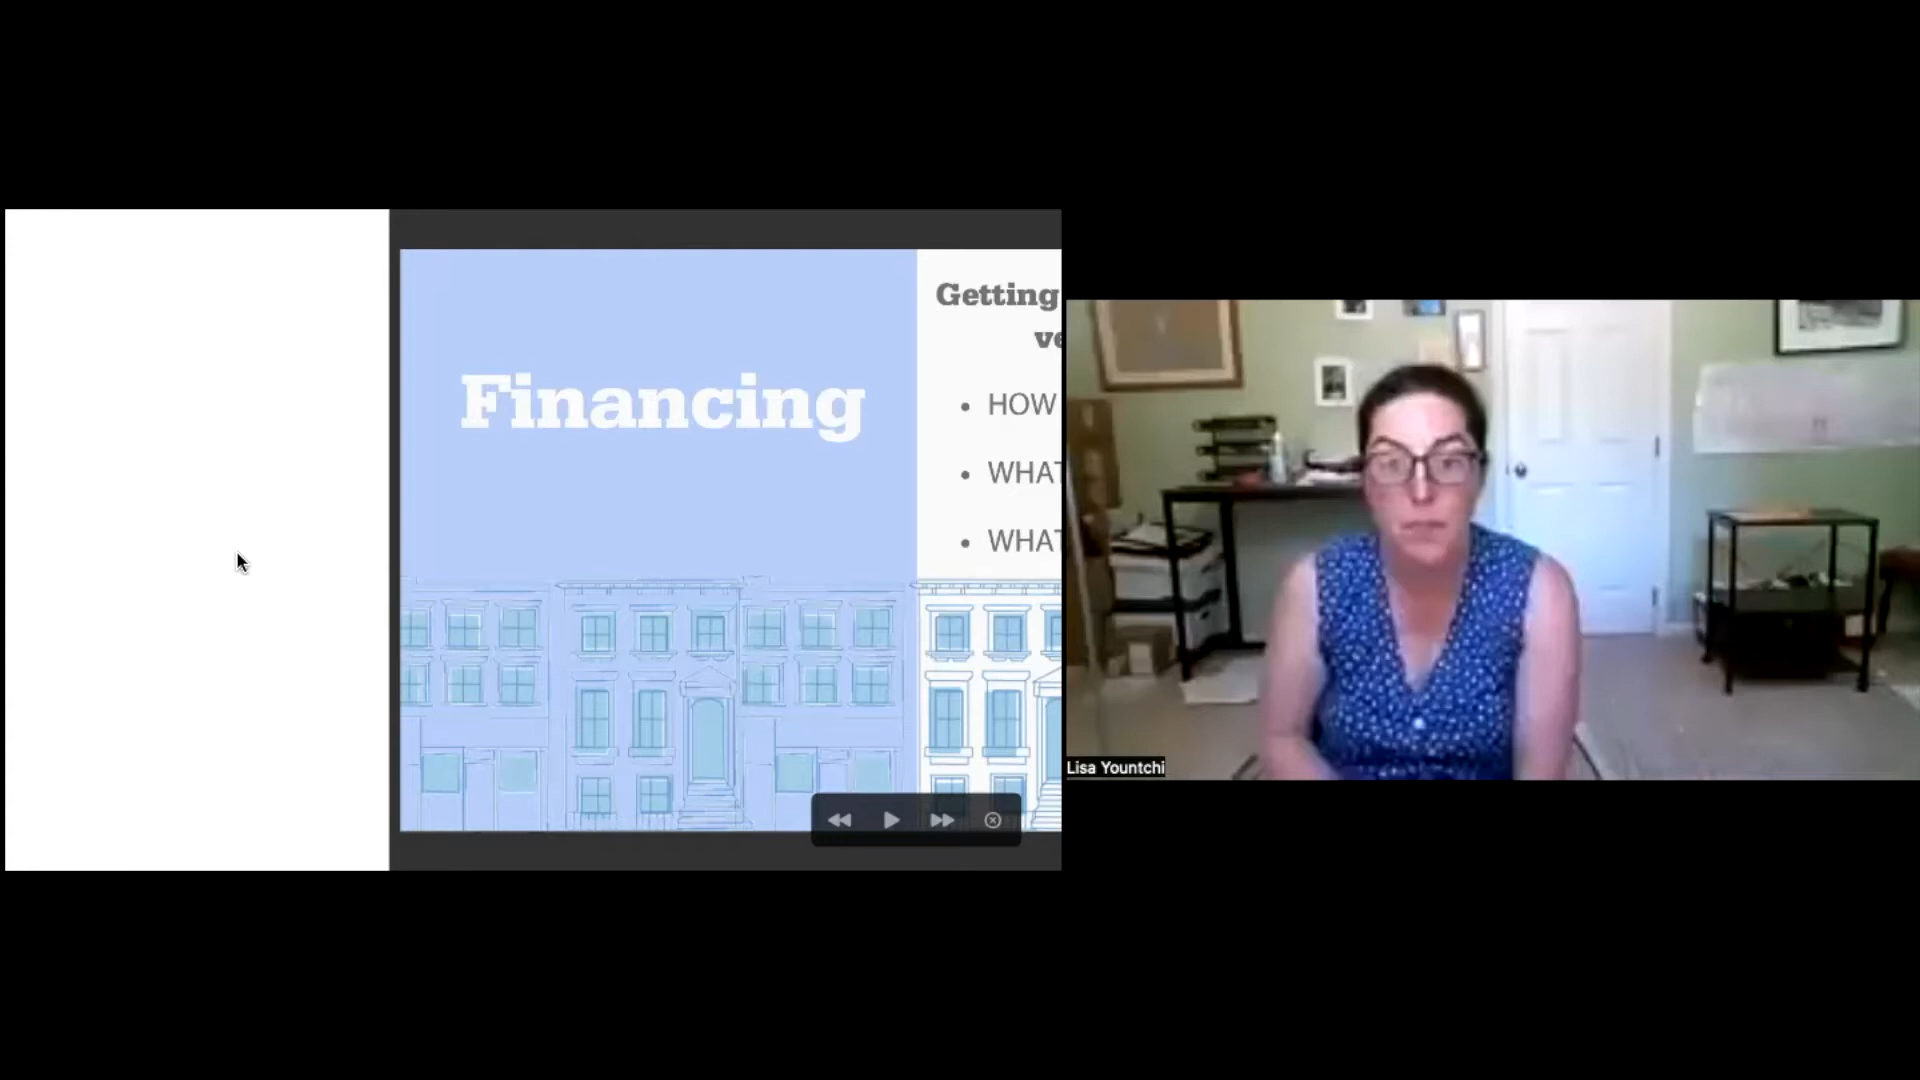 Financing
Getting
ve
• HOW
• WHAT
• WHAT
Lisa Yountchi